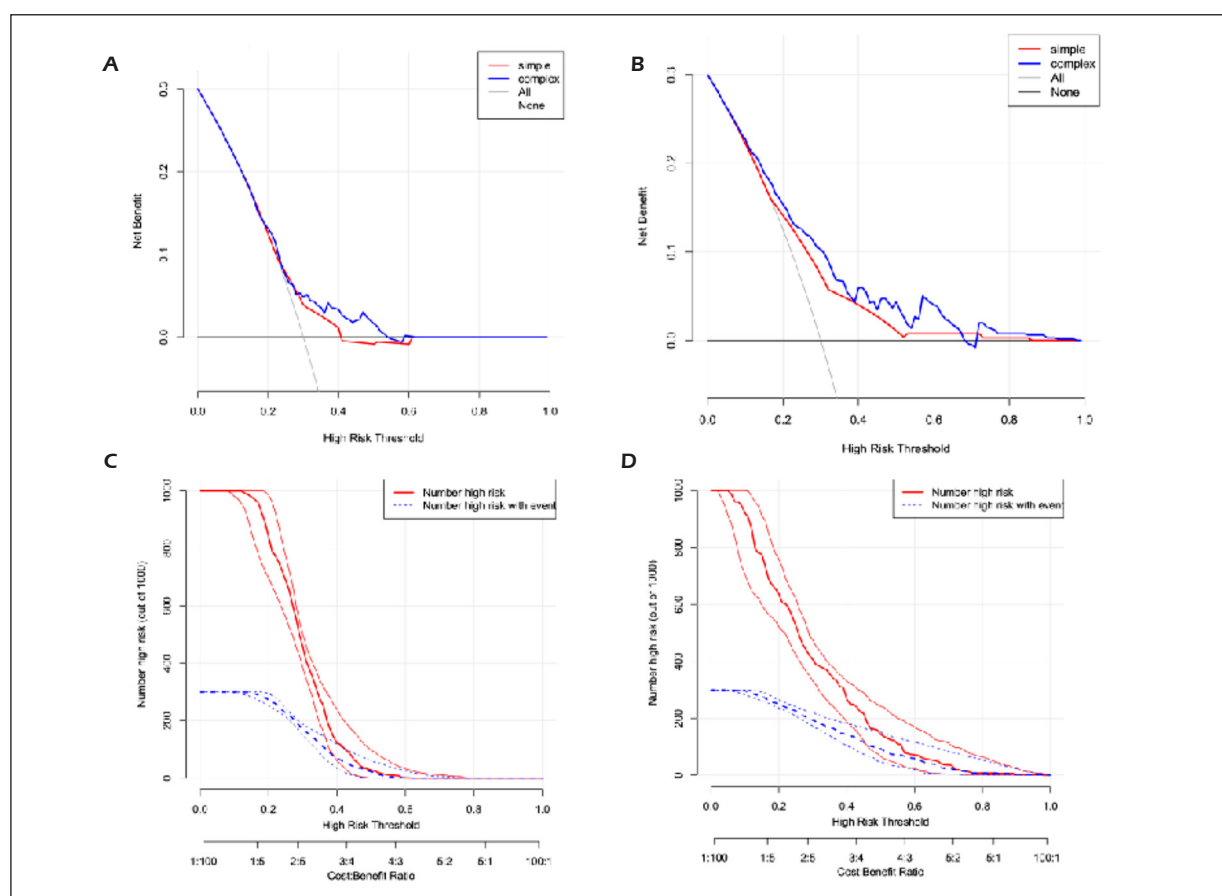 A
simple
complex
All
None
0.3
0.2
0.1
0.0
Net Benefit
0.0 0.2 0.4 0.6 0.8 1.0
High Risk Threshold
B
simple
complex
All
None
0.3
0.2
0.1
0.0
Net Benefit
0.0 0.2 0.4 0.6 0.8 1.0
High Risk Threshold
C
Number high risk
Number high risk with event
1000
800
600
400
200
0
Number high risk (out of 1000)
0.0 0.2 0.4 0.6 0.8 1.0
High Risk Threshold
1:100 1:5 2:5 3:4 4:3 5:2 5:1 100:1
Cost:Benefit Ratio
D
Number high risk
Number high risk with event
1000
800
600
400
200
0
Number high risk (out of 1000)
0.0 0.2 0.4 0.6 0.8 1.0
High Risk Threshold
1:100 1:5 2:5 3:4 4:3 5:2 5:1 100:1
Cost:Benefit Ratio